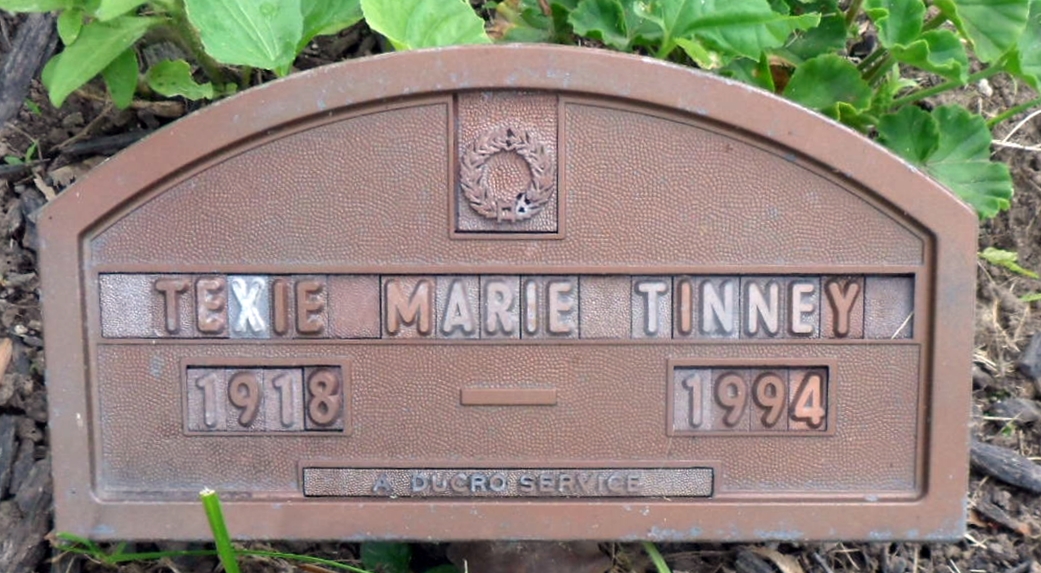 TEXIE MARIE TINNEY
1918 — 1994
A DUCRO SERVICE